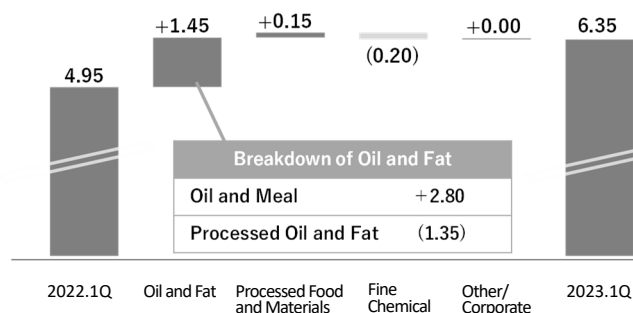 +1.45
+0.15
+0.00
6.35
4.95
(0.20)
Breakdown of Oil and Fat
Oil and Meal +2.80
Processed Oil and Fat (1.35)
2022.1Q
Oil and Fat
Processed Food
and Materials
Fine
Chemical
Other/
Corporate
2023.1Q